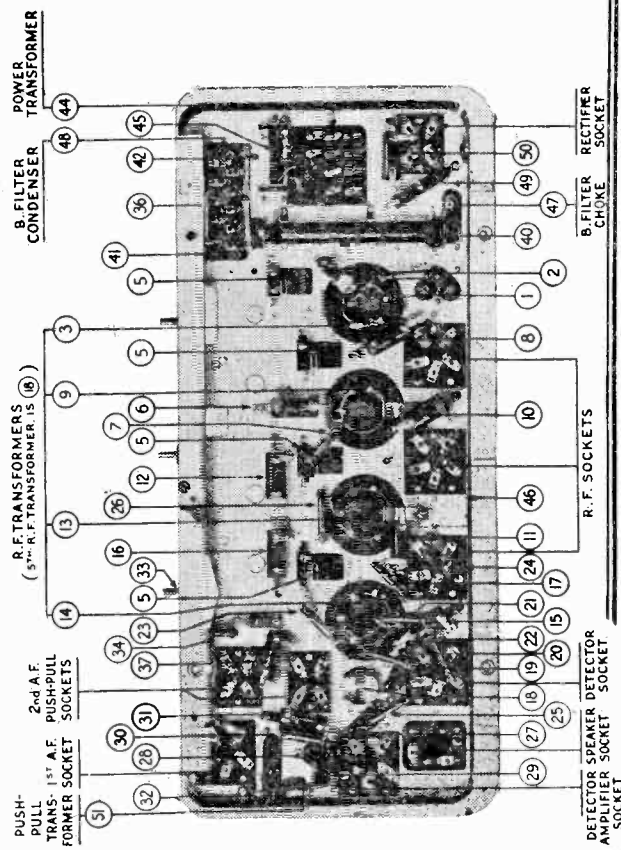 PUSH-
PULL
TRANS-
FORMER
1ST A.F.
SOCKET
2nd A.F.
PUSH-PULL
SOCKETS
R.F. TRANSFORMERS
( 5TH. R.F. TRANSFORMER. IS 18 )
B. FILTER
CONDENSER
POWER
TRANSFORMER
51
32
28
30
31
37
34
23
14
5
33
16
13
26
12
5
7
6
9
5
3
5
41
36
42
48
45
44
29
27
25
18
19
20
22
15
21
17
24
11
46
10
8
1
2
40
47
49
50
DETECTOR
AMPLIFIER
SOCKET
SPEAKER
SOCKET
DETECTOR
SOCKET.
R.F. SOCKETS
B. FILTER
CHOKE
RECTIFIER
SOCKET